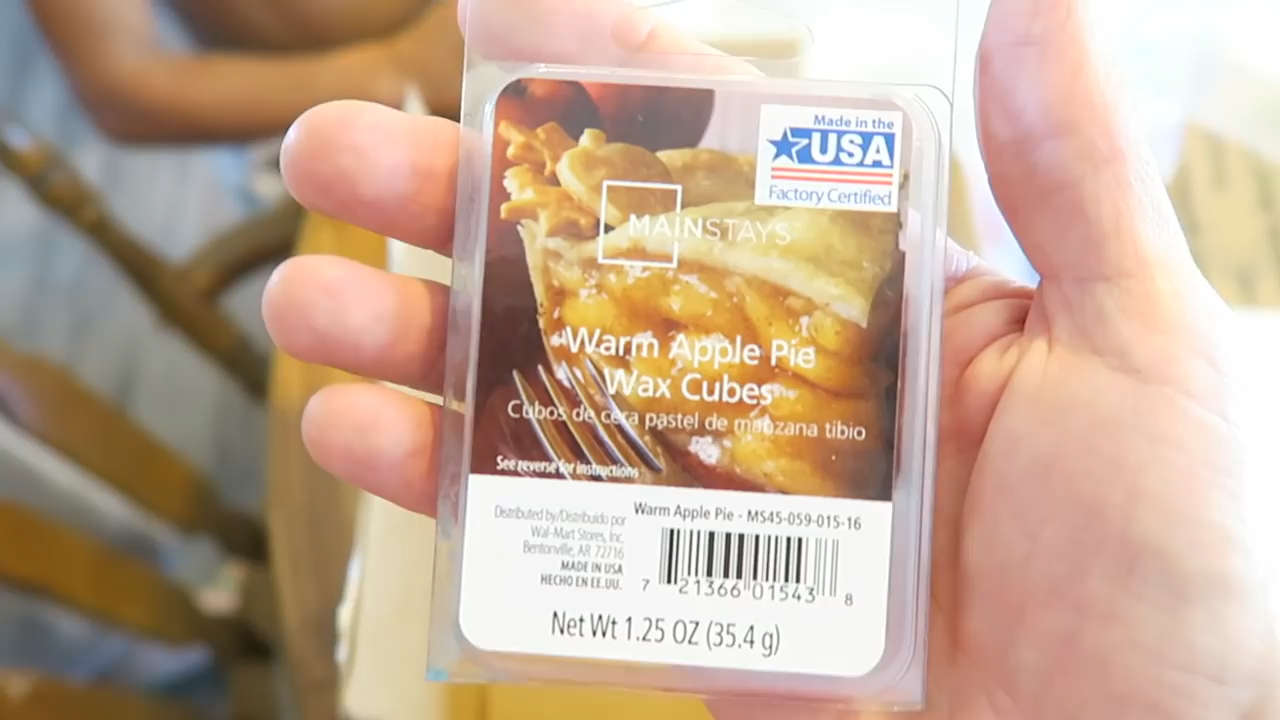 Made in the
USA
Factory Certified
MAINSTAYS
Warm Apple Pie
Wax Cubes
Cubos de cera pastel de manzana tibio
See reverse for instructions
Distributed by/Distribuido por
Wal-Mart Stores, Inc.
Bentonville, AR 72716
MADE IN USA
HECHO EN EE.UU.
Warm Apple Pie - MS45-059-015-16
7 21366 01543 8
Net Wt 1.25 OZ (35.4 g)